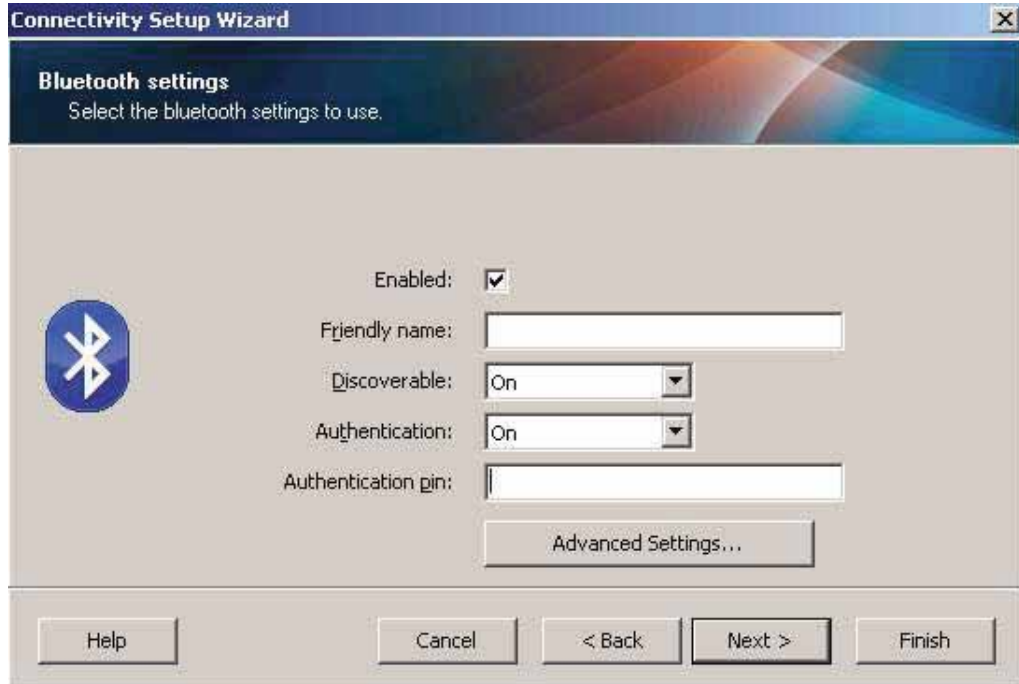 Connectivity Setup Wizard
Bluetooth settings
Select the bluetooth settings to use.
Enabled:
Friendly name:
Discoverable: On
Authentication: On
Authentication pin:
Advanced Settings...
Help Cancel < Back Next > Finish